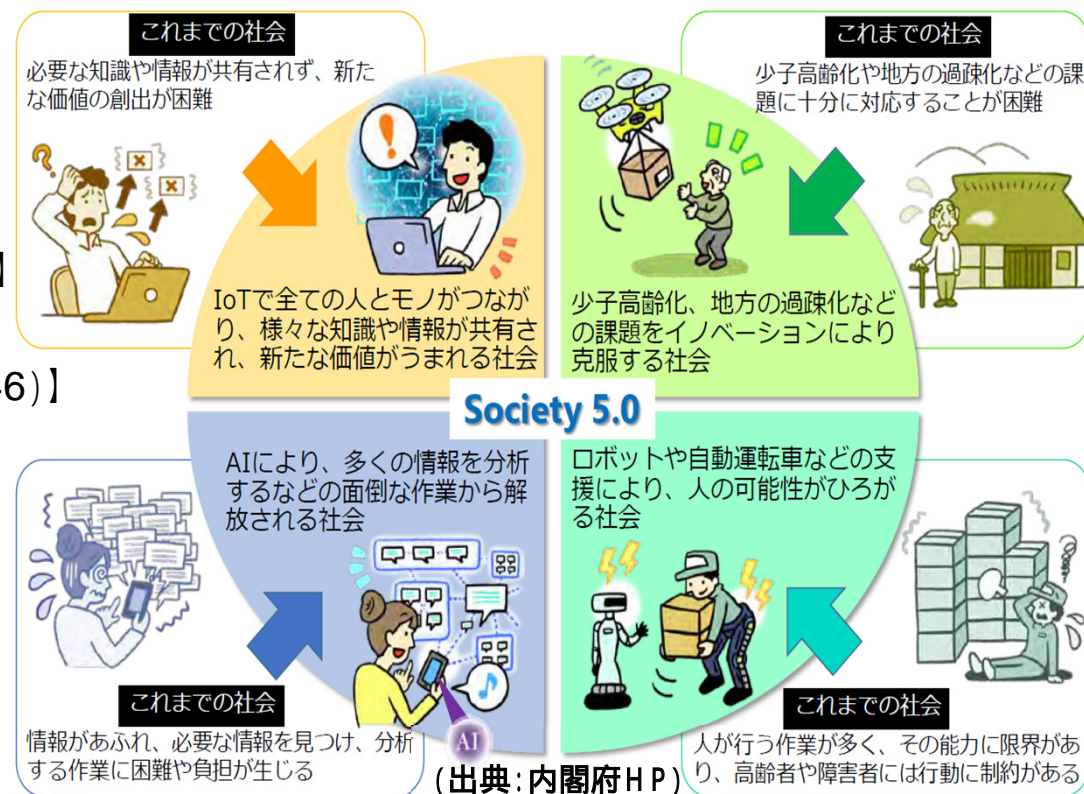 これまでの社会
必要な知識や情報が共有されず、新た
な価値の創出が困難
これまでの社会
少子高齢化や地方の過疎化などの課
題に十分に対応することが困難
】
6)】
IoTで全ての人とモノがつなが
り、様々な知識や情報が共有さ
れ、新たな価値がうまれる社会
少子高齢化、地方の過疎化など
の課題をイノベーションにより
克服する社会
Society 5.0
AIにより、多くの情報を分析
するなどの面倒な作業から解
放される社会
ロボットや自動運転車などの支
援により、人の可能性がひろが
る社会
これまでの社会
情報があふれ、必要な情報を見つけ、分析
する作業に困難や負担が生じる
AI
これまでの社会
人が行う作業が多く、その能力に限界があ
り、高齢者や障害者には行動に制約がある
(出典:内閣府HP)